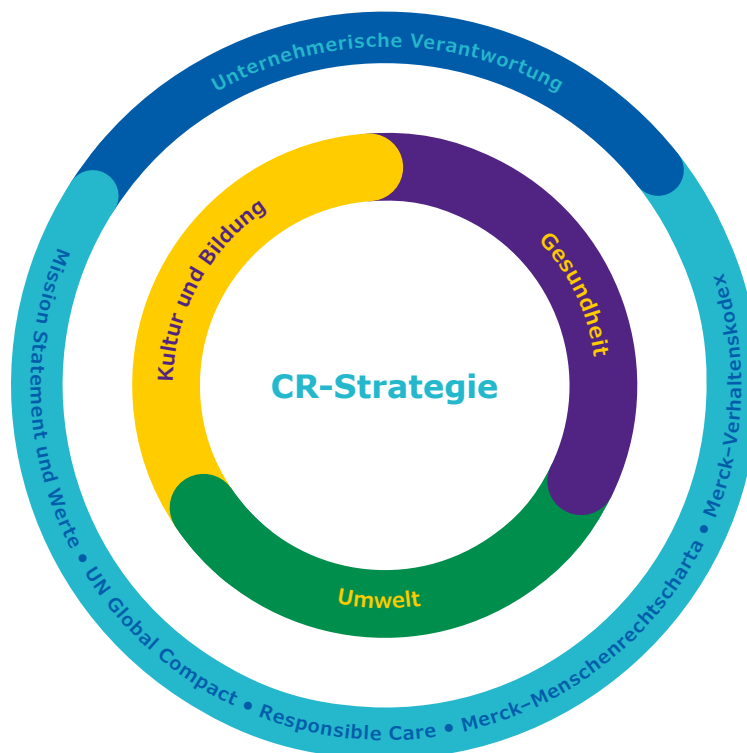 Unternehmerische Verantwortung
Kultur und Bildung
Gesundheit
CR-Strategie
Umwelt
Mission Statement und Werte • UN Global Compact • Responsible Care • Merck–Menschenrechtscharta • Merck–Verhaltenskodex